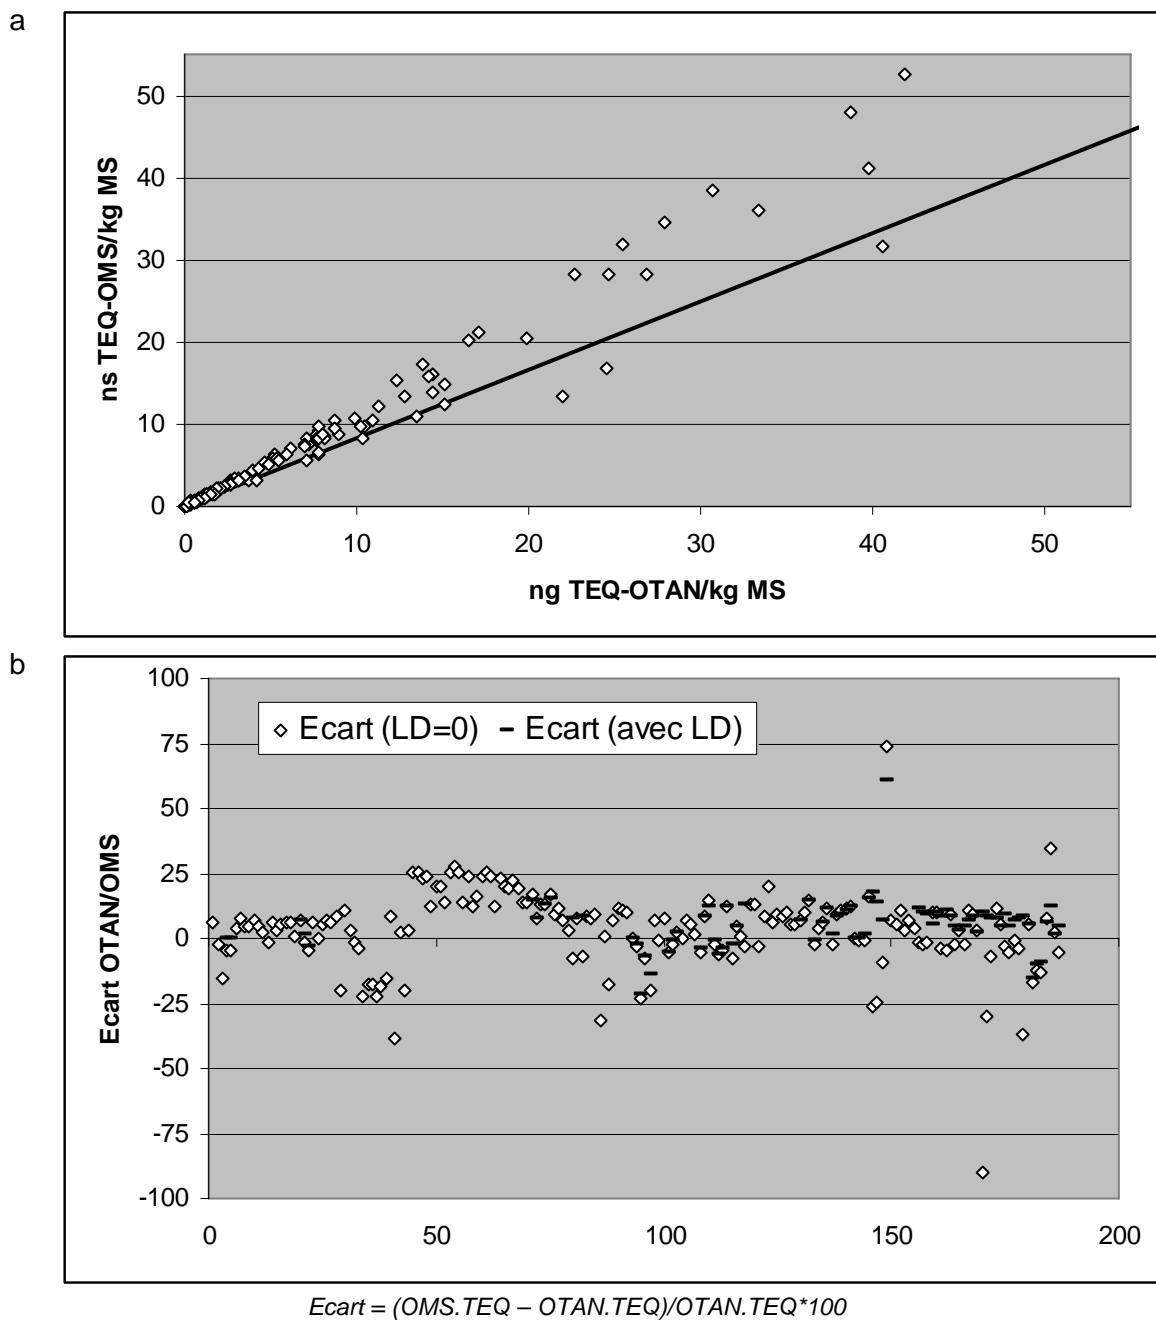 a
50
40
30
20
10
0
ns TEQ-OMS/kg MS
0 10 20 30 40 50
ng TEQ-OTAN/kg MS
b
100
75
50
25
0
-25
-50
-75
-100
Ecart OTAN/OMS
Ecart (LD=0) Ecart (avec LD)
0 50 100 150 200
Ecart = (OMS.TEQ – OTAN.TEQ)/OTAN.TEQ*100